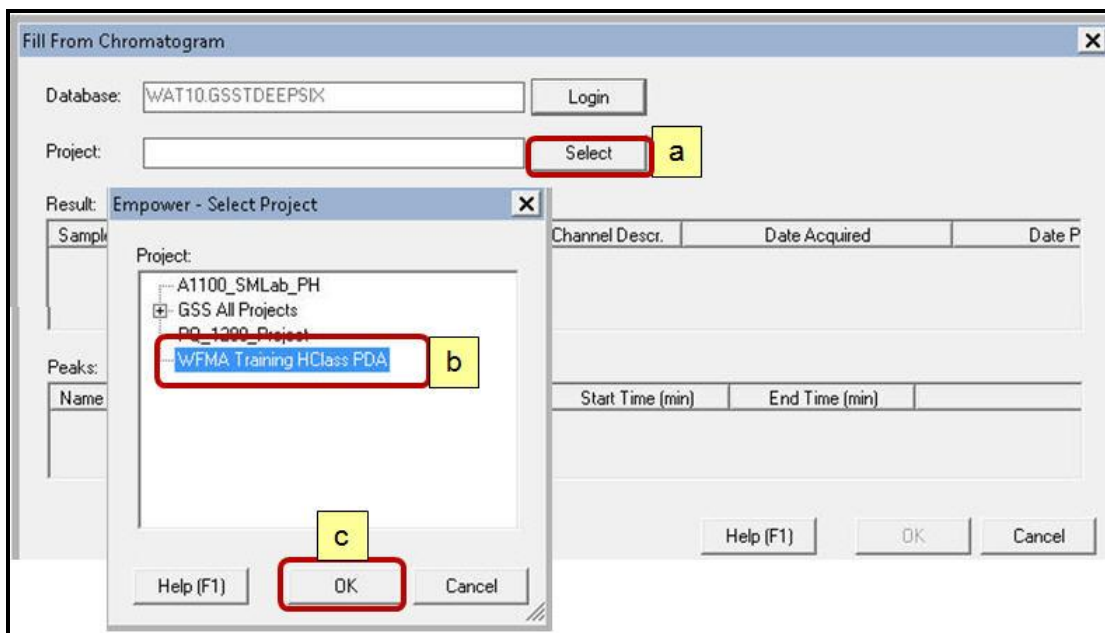 Fill From Chromatogram
Database: WAT10.GSSTDEEPSIX Login
Project: Select a
Result:
Sampl Channel Descr. Date Acquired Date P
Empower - Select Project
Project:
A1100_SMLab_PH
GSS All Projects
PQ_1290_Project
WFMA Training HClass PDA b
c
Help (F1) OK Cancel
Peaks:
Name Start Time (min) End Time (min)
Help (F1) OK Cancel